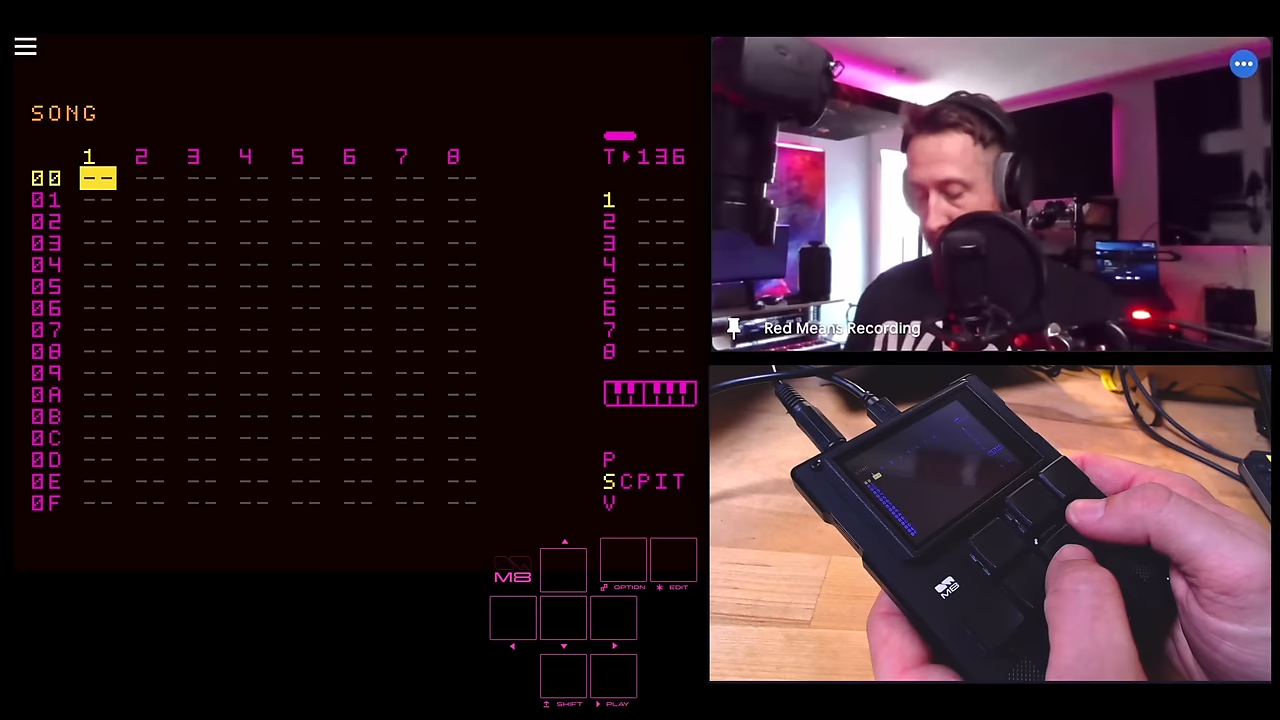 SONG
1 2 3 4 5 6 7 8
T 136
00 -- -- -- -- -- -- -- --
01 -- -- -- -- -- -- -- --
1 ---
02 -- -- -- -- -- -- -- --
2 ---
03 -- -- -- -- -- -- -- --
3 ---
04 -- -- -- -- -- -- -- --
4 ---
05 -- -- -- -- -- -- -- --
5 ---
06 -- -- -- -- -- -- -- --
6 ---
07 -- -- -- -- -- -- -- --
7 ---
08 -- -- -- -- -- -- -- --
8 ---
09 -- -- -- -- -- -- -- --
0A -- -- -- -- -- -- -- --
0B -- -- -- -- -- -- -- --
0C -- -- -- -- -- -- -- --
0D -- -- -- -- -- -- -- --
P
0E -- -- -- -- -- -- -- --
SCPIT
0F -- -- -- -- -- -- -- --
V
M8
OPTION
EDIT
SHIFT
PLAY
Red Means Recording
M8